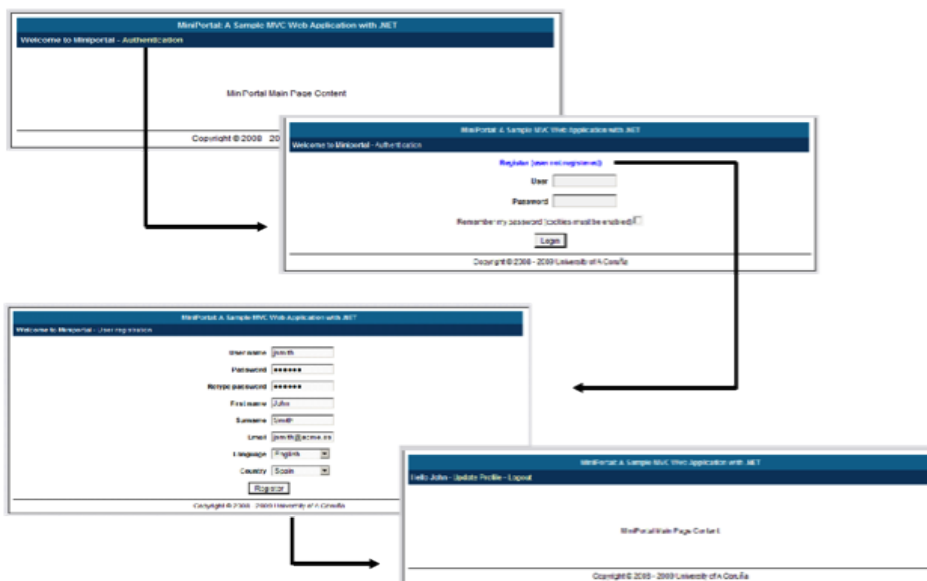 MiniPortal: A Sample MVC Web Application with .NET
Welcome to Miniportal - Authentication
MiniPortal Main Page Content
Copyright © 2008 20
MiniPortal: A Sample MVC Web Application with .NET
Welcome to Miniportal - Authentication
Register (user not registered)
User
Password
Remember my password (cookies must be enabled)
Login
Copyright © 2008 - 2009 University of A Coruña
MiniPortal: A Sample MVC Web Application with .NET
Welcome to Miniportal - User registration
User name jsmith
Password ••••••
Retype password ••••••
First name John
Surname Smith
Email jsmith@acme.es
Language English
Country Spain
Register
Copyright © 2008 - 2009 University of A Coruña
MiniPortal: A Sample MVC Web Application with .NET
Hello John - Update Profile - Logout
MiniPortal Main Page Content
Copyright © 2008 - 2009 University of A Coruña